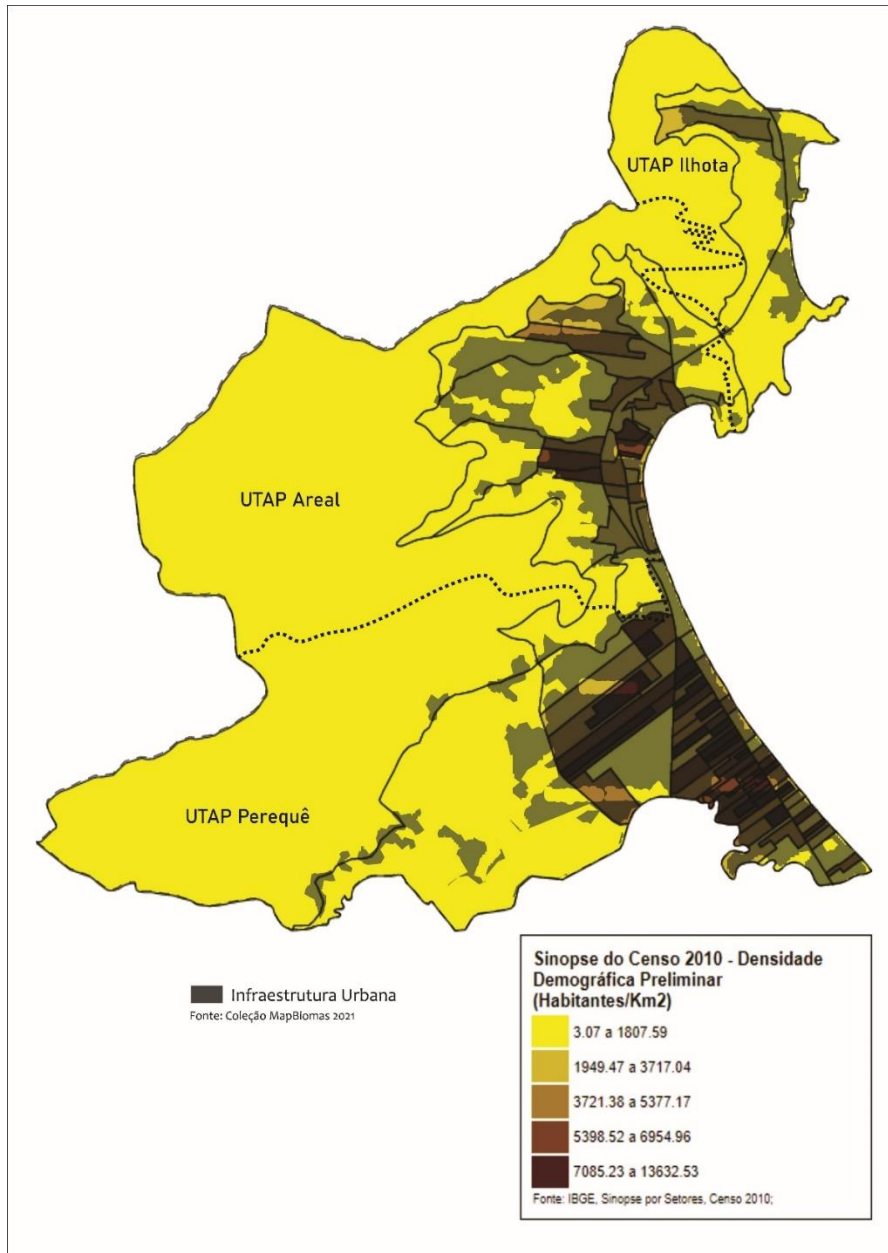 UTAP Ilhota
UTAP Areal
UTAP Perequê
Infraestrutura Urbana
Fonte: Coleção MapBiomas 2021
Sinopse do Censo 2010 - Densidade
Demográfica Preliminar
(Habitantes/Km2)
3.07 a 1807.59
1949.47 a 3717.04
3721.38 a 5377.17
5398.52 a 6954.96
7085.23 a 13632.53
Fonte: IBGE, Sinopse por Setores, Censo 2010;